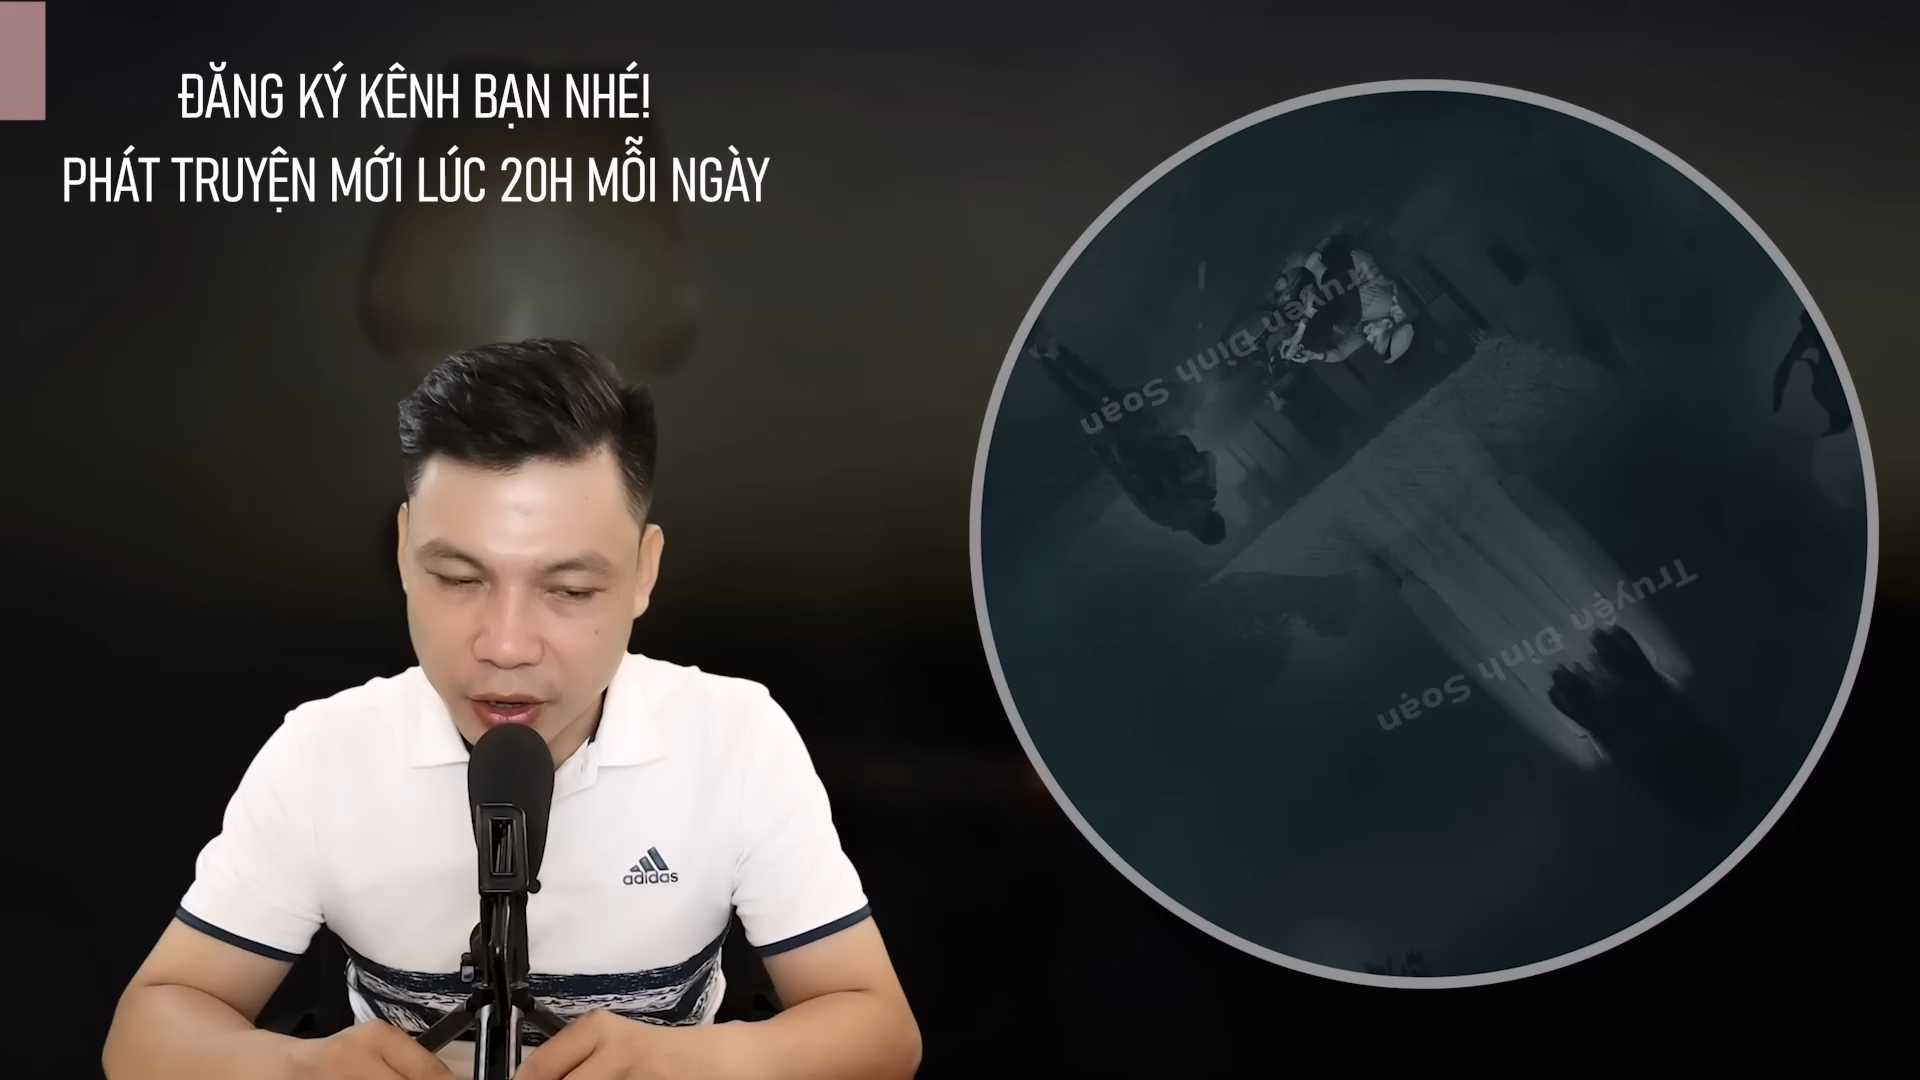 ĐĂNG KÝ KÊNH BẠN NHÉ!
PHÁT TRUYỆN MỚI LÚC 20H MỖI NGÀY
Truyện Đình Soạn
Truyện Đình Soạn
adidas